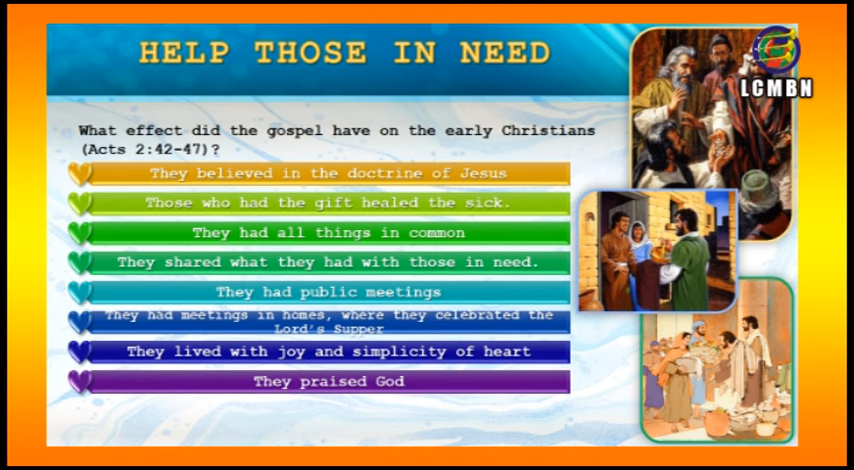 HELP THOSE IN NEED
LCMBN
What effect did the gospel have on the early Christians
(Acts 2:42-47)?
They believed in the doctrine of Jesus
Those who had the gift healed the sick.
They had all things in common
They shared what they had with those in need.
They had public meetings
They had meetings in homes, where they celebrated the
Lord's Supper
They lived with joy and simplicity of heart
They praised God